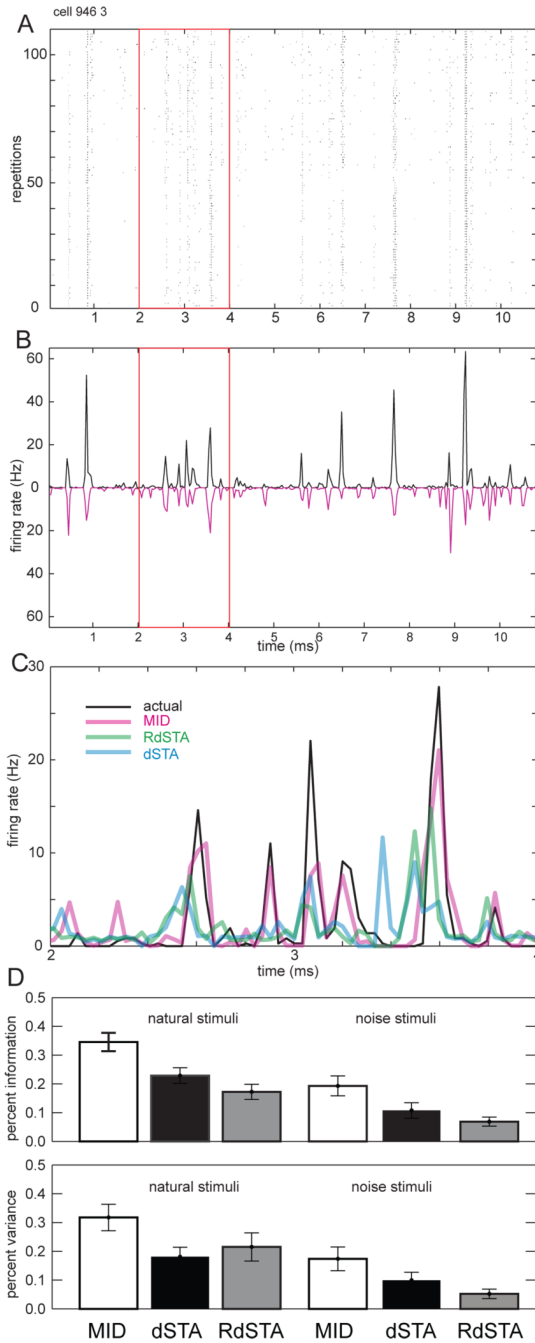 A
cell 946 3
100
repetitions
50
0
1 2 3 4 5 6 7 8 9 10
B
60
40
20
firing rate (Hz)
0
20
40
60
1 2 3 4 5 6 7 8 9 10
time (ms)
C
30
actual
MID
RdSTA
dSTA
20
firing rate (Hz)
10
0
2 3 4
time (ms)
D
0.5
natural stimuli noise stimuli
0.4
percent information
0.3
0.2
0.1
0.0
0.5
natural stimuli noise stimuli
0.4
percent variance
0.3
0.2
0.1
0.0
MID dSTA RdSTA MID dSTA RdSTA